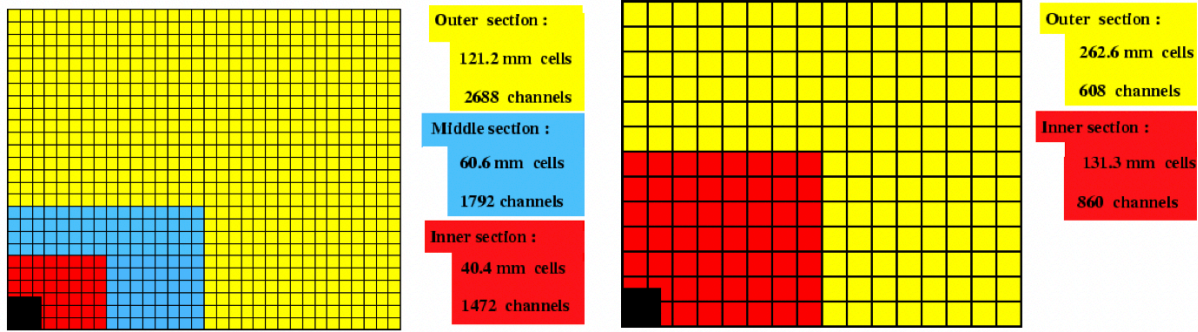 Outer section :
121.2 mm cells
2688 channels
Middle section :
60.6 mm cells
1792 channels
Inner section :
40.4 mm cells
1472 channels
Outer section :
262.6 mm cells
608 channels
Inner section :
131.3 mm cells
860 channels